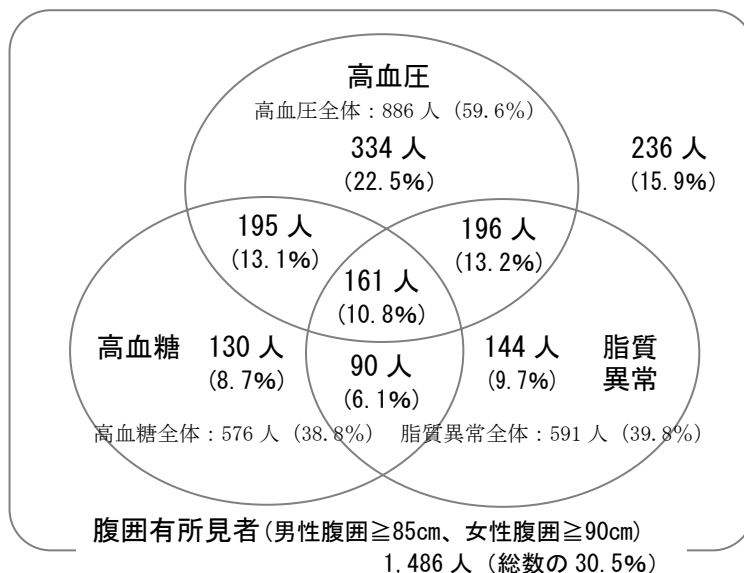 高血圧
高血圧全体：886 人（59.6%）
334 人
(22.5%)
236 人
(15.9%)
195 人
(13.1%)
196 人
(13.2%)
161 人
(10.8%)
高血糖
130 人
(8.7%)
90 人
(6.1%)
144 人
(9.7%)
脂質
異常
高血糖全体：576 人（38.8%）
脂質異常全体：591 人（39.8%）
腹囲有所見者(男性腹囲≧85㎝、女性腹囲≧90㎝)
1,486 人（総数の 30.5%）